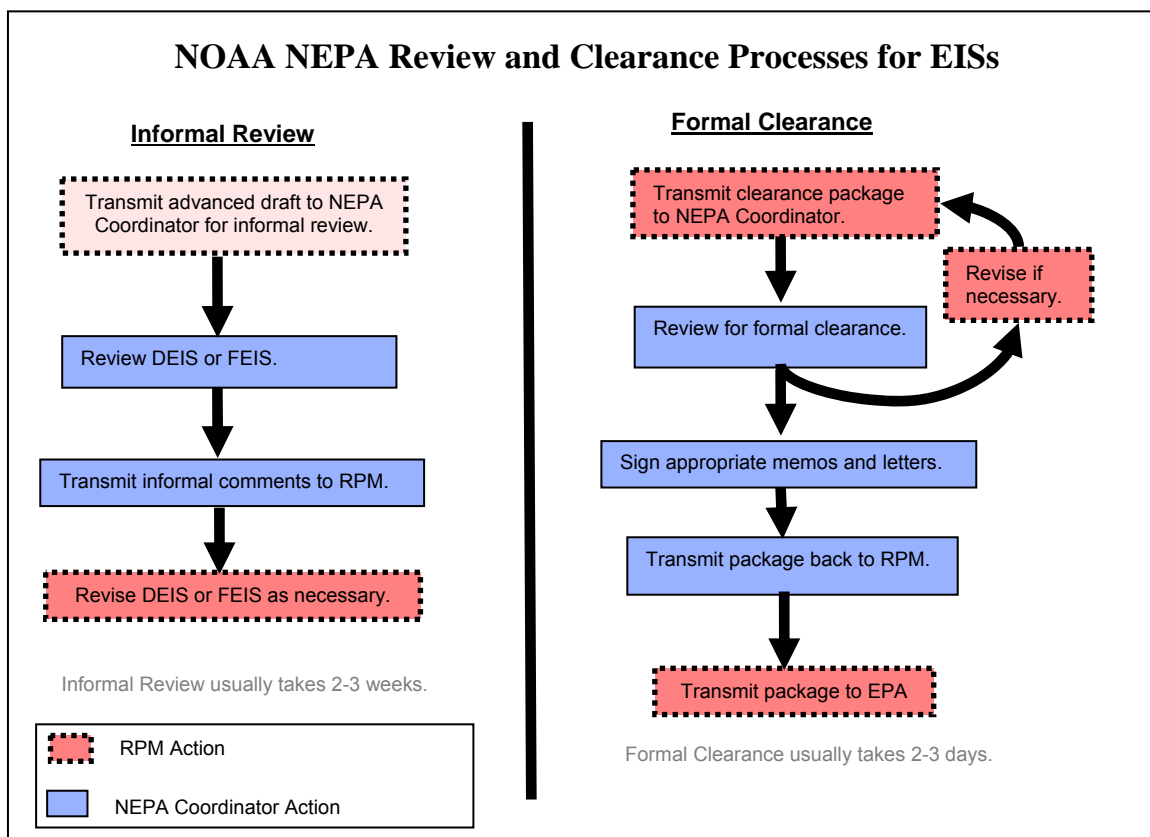 NOAA NEPA Review and Clearance Processes for EISs
Informal Review
Transmit advanced draft to NEPA
Coordinator for informal review.
Review DEIS or FEIS.
Transmit informal comments to RPM.
Revise DEIS or FEIS as necessary.
Informal Review usually takes 2-3 weeks.
RPM Action
NEPA Coordinator Action
Formal Clearance
Transmit clearance package
to NEPA Coordinator.
Revise if
necessary.
Review for formal clearance.
Sign appropriate memos and letters.
Transmit package back to RPM.
Transmit package to EPA
Formal Clearance usually takes 2-3 days.